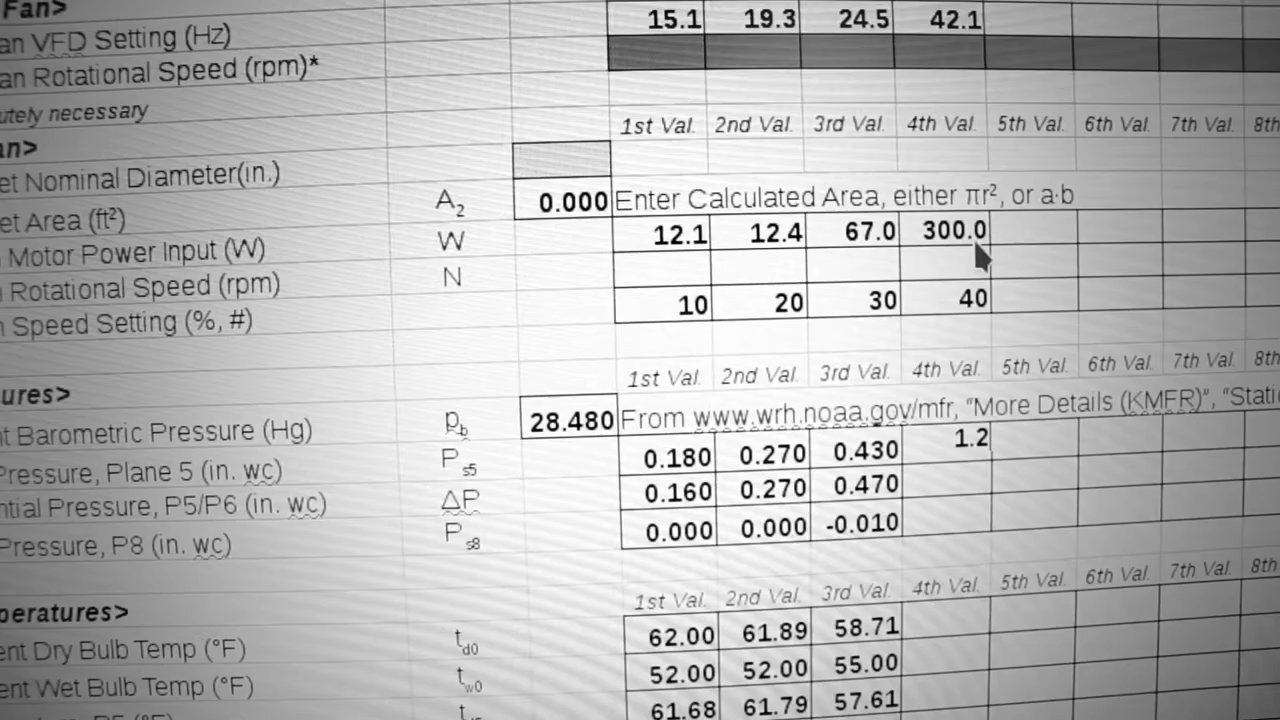 Fan>
an VFD Setting (Hz) 15.1 19.3 24.5 42.1
an Rotational Speed (rpm)*
utely necessary
1st Val. 2nd Val. 3rd Val. 4th Val. 5th Val. 6th Val. 7th Val. 8th
an>
et Nominal Diameter(in.)
et Area (ft²) A2 0.000 Enter Calculated Area, either πr², or a·b
Motor Power Input (W) W 12.1 12.4 67.0 300.0
Rotational Speed (rpm) N
n Speed Setting (%, #) 10 20 30 40
1st Val. 2nd Val. 3rd Val. 4th Val. 5th Val. 6th Val. 7th Val. 8th
ures>
nt Barometric Pressure (Hg) pb 28.480 From www.wrh.noaa.gov/mfr, "More Details (KMFR)", "Stati
Pressure, Plane 5 (in. wc) Ps5 0.180 0.270 0.430 1.2
ntial Pressure, P5/P6 (in. wc) ΔP 0.160 0.270 0.470
Pressure, P8 (in. wc) Ps8 0.000 0.000 -0.010
1st Val. 2nd Val. 3rd Val. 4th Val. 5th Val. 6th Val. 7th Val. 8th
peratures>
ent Dry Bulb Temp (°F) td0 62.00 61.89 58.71
ent Wet Bulb Temp (°F) tw0 52.00 52.00 55.00
61.68 61.79 57.61